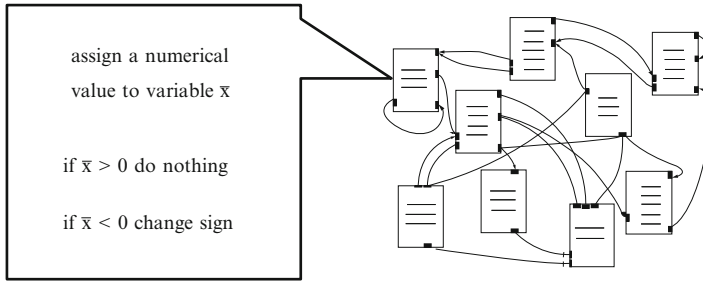 assign a numerical
value to variable x̄
if x̄ > 0 do nothing
if x̄ < 0 change sign